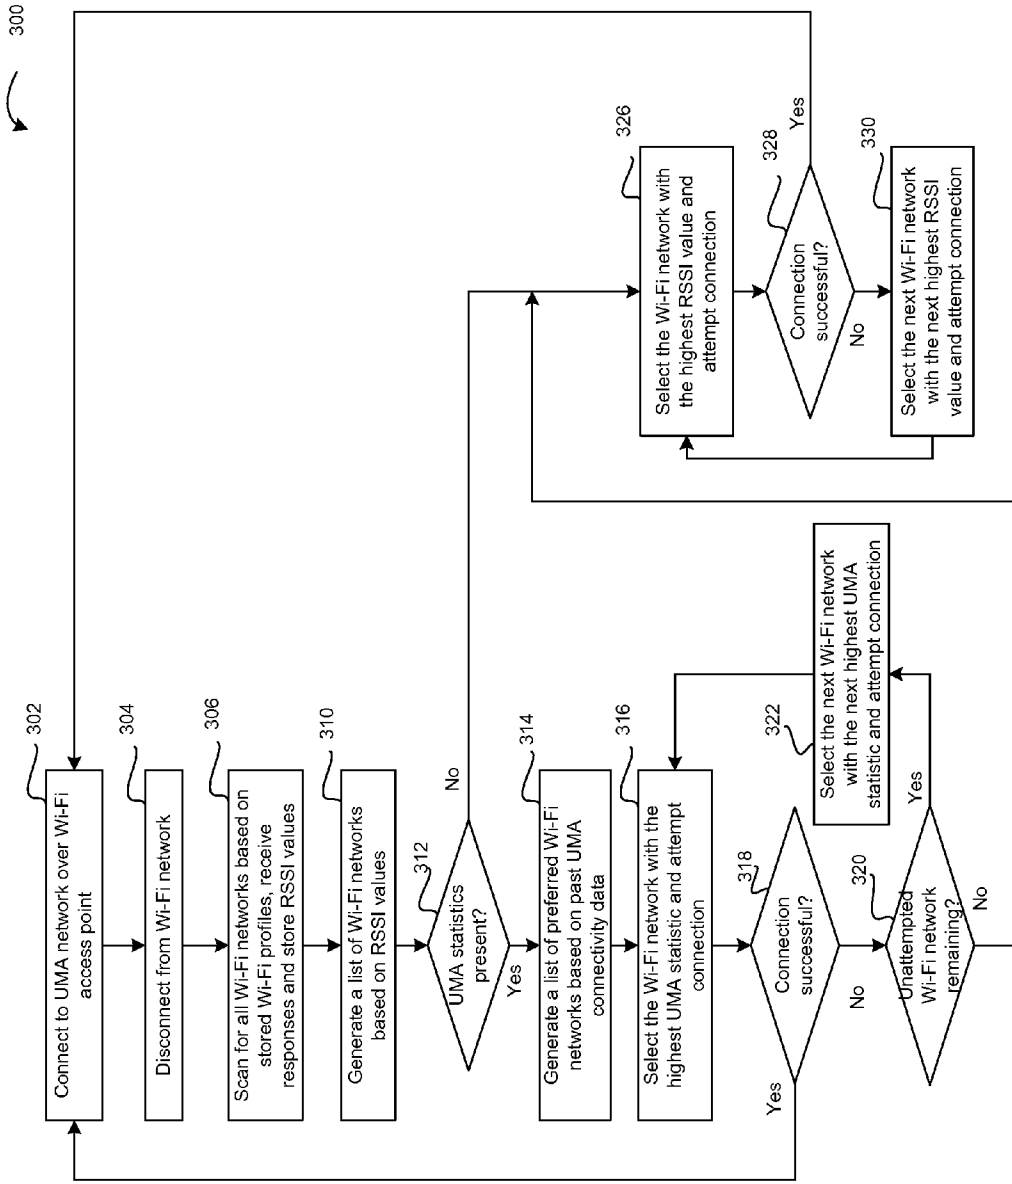 300
302
Connect to UMA network over Wi-Fi
access point
304
Disconnect from Wi-Fi network
306
Scan for all Wi-Fi networks based on
stored Wi-Fi profiles, receive
responses and store RSSI values
310
Generate a list of Wi-Fi networks
based on RSSI values
312
UMA statistics
present?
No
Yes
314
Generate a list of preferred Wi-Fi
networks based on past UMA
connectivity data
316
Select the Wi-Fi network with the
highest UMA statistic and attempt
connection
318
Connection
successful?
Yes
No
320
Unattempted
Wi-Fi network
remaining?
Yes
No
322
Select the next Wi-Fi network
with the next highest UMA
statistic and attempt connection
326
Select the Wi-Fi network with
the highest RSSI value and
attempt connection
328
Connection
successful?
Yes
No
330
Select the next Wi-Fi network
with the next highest RSSI
value and attempt connection